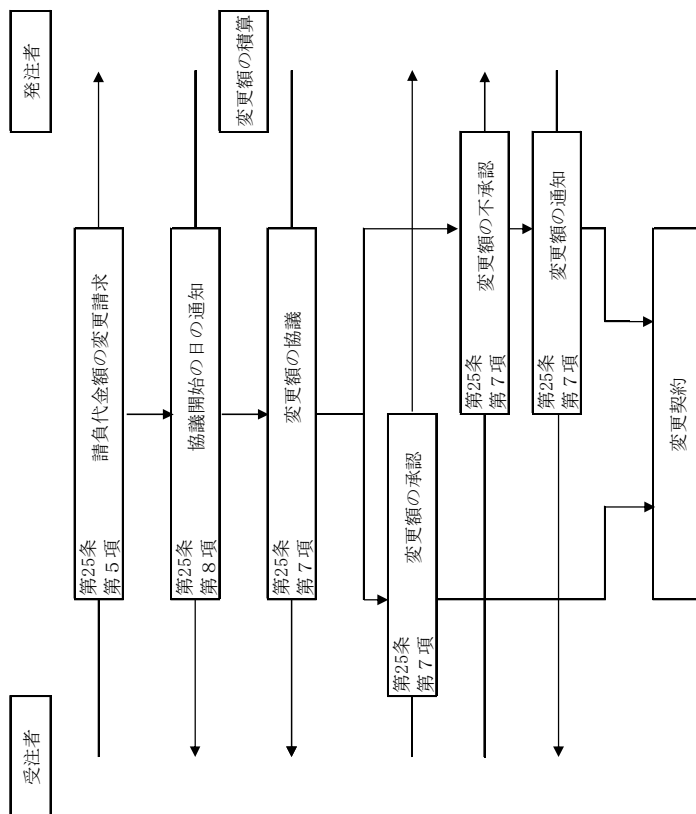 受注者
発注者
第25条
第５項
請負代金額の変更請求
第25条
第８項
協議開始の日の通知
変更額の積算
第25条
第７項
変更額の協議
第25条
第７項
変更額の承認
第25条
第７項
変更額の不承認
第25条
第７項
変更額の通知
変更契約